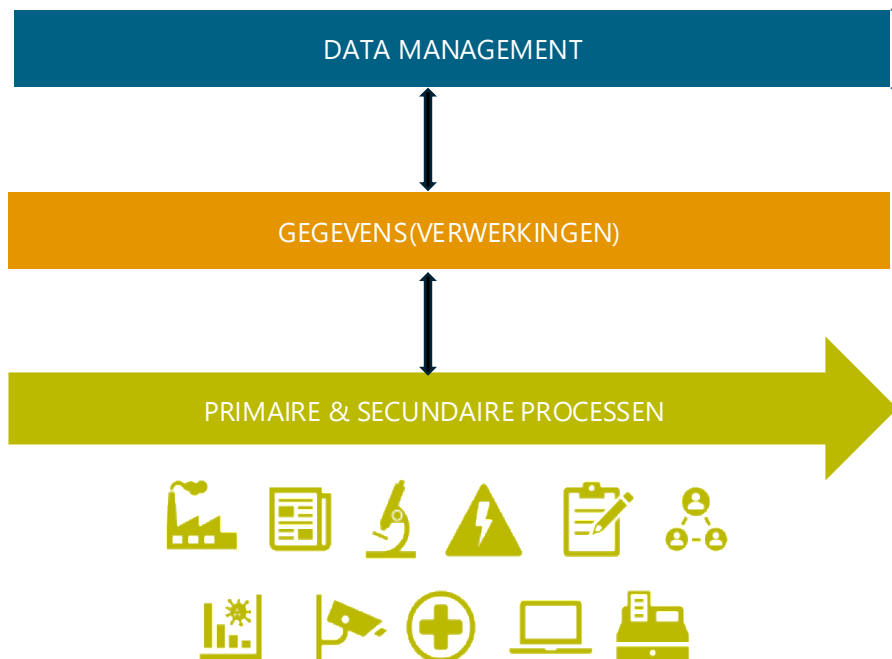 DATA MANAGEMENT
GEGEVENS(VERWERKINGEN)
PRIMAIRE & SECUNDAIRE PROCESSEN